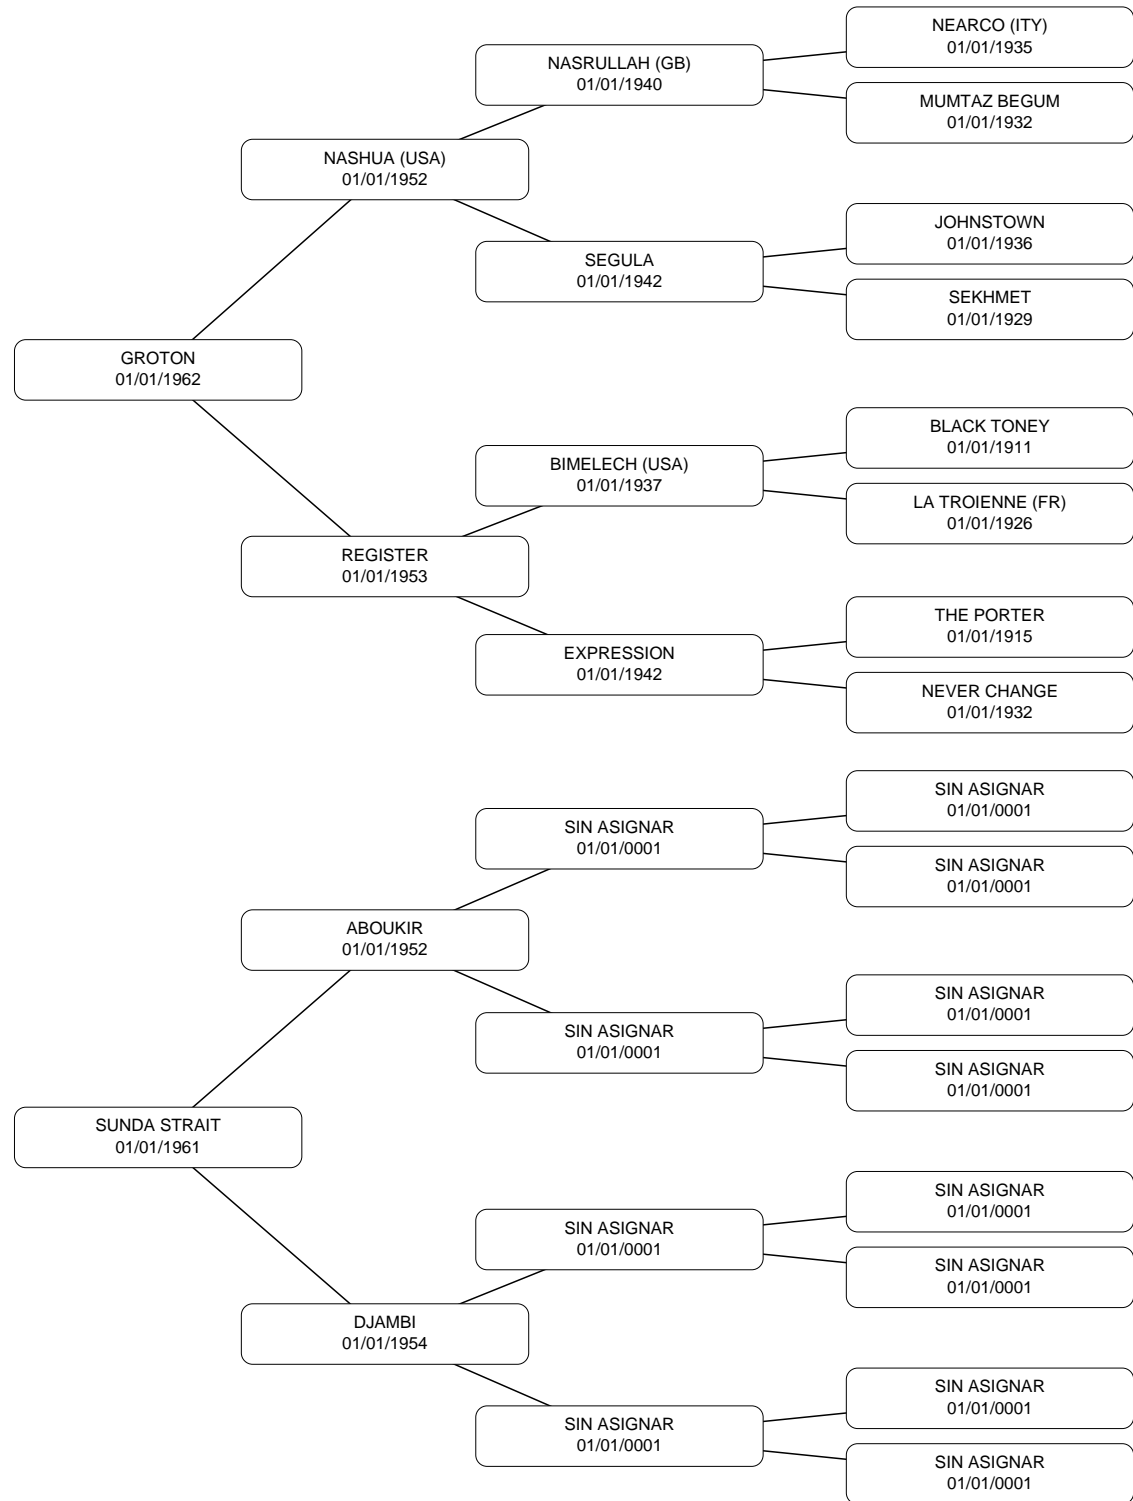 NEARCO (ITY)
01/01/1935
NASRULLAH (GB)
01/01/1940
MUMTAZ BEGUM
01/01/1932
NASHUA (USA)
01/01/1952
JOHNSTOWN
01/01/1936
SEGULA
01/01/1942
SEKHMET
01/01/1929
GROTON
01/01/1962
BLACK TONEY
01/01/1911
BIMELECH (USA)
01/01/1937
LA TROIENNE (FR)
01/01/1926
REGISTER
01/01/1953
THE PORTER
01/01/1915
EXPRESSION
01/01/1942
NEVER CHANGE
01/01/1932
SIN ASIGNAR
01/01/0001
SIN ASIGNAR
01/01/0001
SIN ASIGNAR
01/01/0001
ABOUKIR
01/01/1952
SIN ASIGNAR
01/01/0001
SIN ASIGNAR
01/01/0001
SIN ASIGNAR
01/01/0001
SUNDA STRAIT
01/01/1961
SIN ASIGNAR
01/01/0001
SIN ASIGNAR
01/01/0001
SIN ASIGNAR
01/01/0001
DJAMBI
01/01/1954
SIN ASIGNAR
01/01/0001
SIN ASIGNAR
01/01/0001
SIN ASIGNAR
01/01/0001